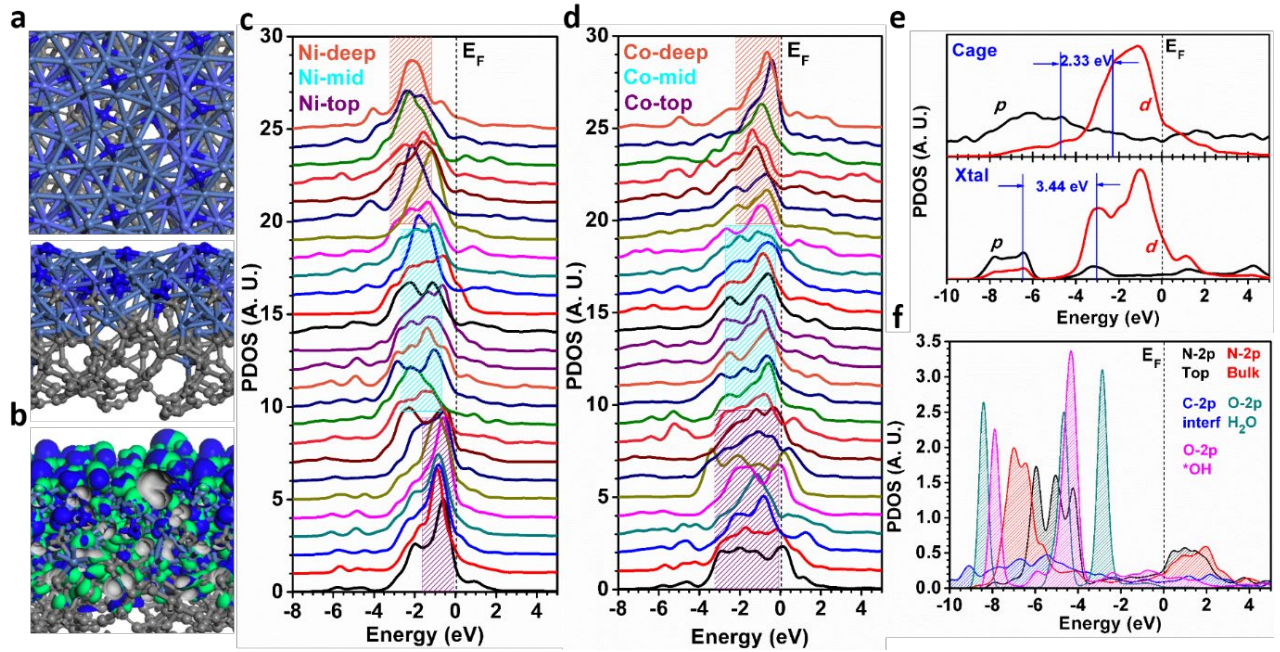 a
b
c
30
25
20
15
10
5
0
PDOS (A. U.)
Ni-deep
Ni-mid
Ni-top
E_F
-8 -6 -4 -2 0 2 4
Energy (eV)
d
30
25
20
15
10
5
0
PDOS (A. U.)
Co-deep
Co-mid
Co-top
E_F
-8 -6 -4 -2 0 2 4
Energy (eV)
e
E_F
Cage
2.33 eV
p
d
Xtal
3.44 eV
p
d
PDOS (A. U.)
-10 -8 -6 -4 -2 0 2 4
Energy (eV)
f
3.5
3.0
2.5
2.0
1.5
1.0
0.5
0.0
PDOS (A. U.)
E_F
N-2p N-2p
Top Bulk
C-2p O-2p
interf H₂O
O-2p
*OH
-10 -8 -6 -4 -2 0 2 4
Energy (eV)